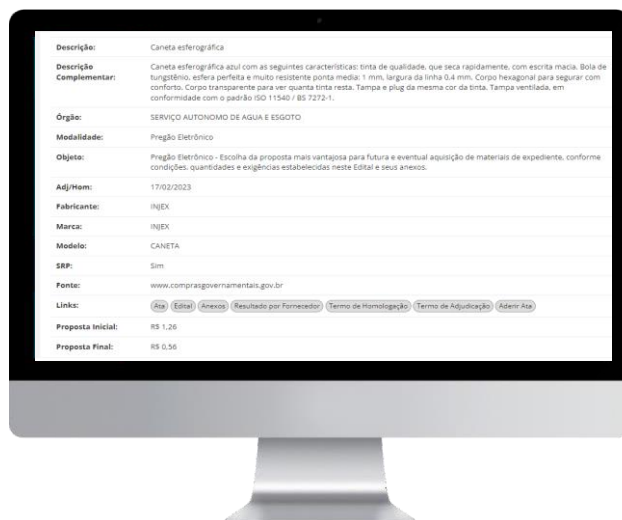 Descrição: Caneta esferográfica
Descrição Complementar: Caneta esferográfica azul com as seguintes características: tinta de qualidade, que seca rapidamente, com escrita macia. Bola de
tungstênio, esfera perfeita e muito resistente ponta média: 1 mm, largura da linha 0,4 mm. Corpo hexagonal para segurar com
conforto. Corpo transparente para ver quanta tinta resta. Tampa e plug da mesma cor da tinta. Tampa ventilada, em
conformidade com o padrão ISO 11540 / BS 7272-1.
Órgão: SERVIÇO AUTONOMO DE AGUA E ESGOTO
Modalidade: Pregão Eletrônico
Objeto: Pregão Eletrônico - Escolha da proposta mais vantajosa para futura e eventual aquisição de materiais de expediente, conforme
condições, quantidades e exigências estabelecidas neste Edital e seus anexos.
Adj/Hom: 17/02/2023
Fabricante: INJEX
Marca: INJEX
Modelo: CANETA
SRP: Sim
Fonte: www.comprasgovernamentais.gov.br
Links: Ata Edital Anexos Resultado por Fornecedor Termo de Homologação Termo de Adjudicação Aderir Ata
Proposta Inicial: R$ 1,26
Proposta Final: R$ 0,56